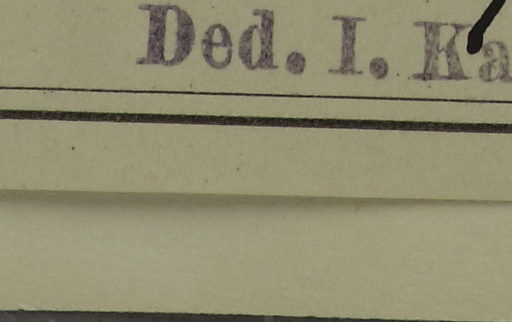 Ded. I. Ka